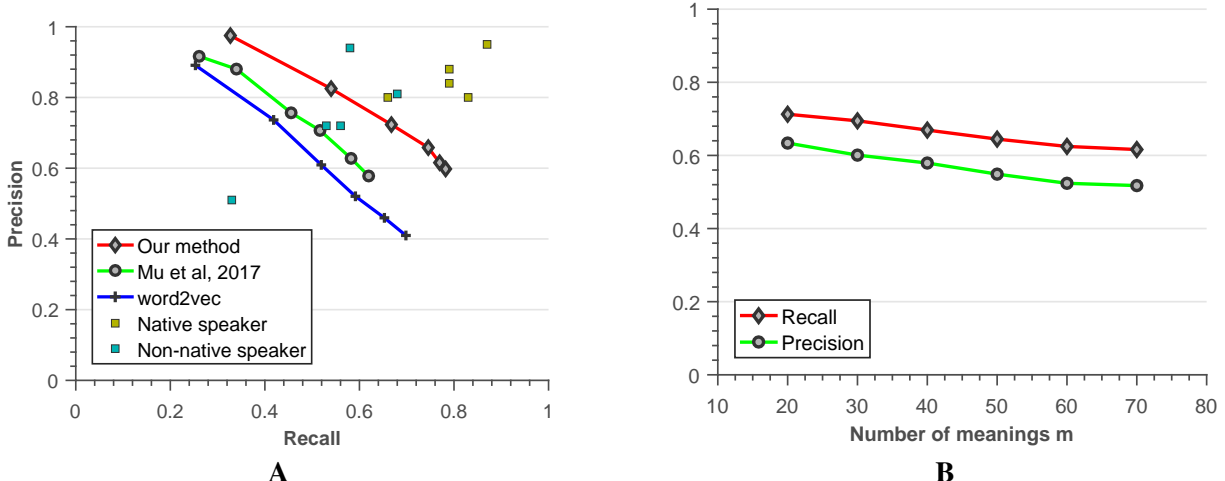 1
0.8
0.6
0.4
0.2
0
Precision
Our method
Mu et al, 2017
word2vec
Native speaker
Non-native speaker
0 0.2 0.4 0.6 0.8 1
Recall
A
1
0.8
0.6
0.4
0.2
0
Recall
Precision
10 20 30 40 50 60 70 80
Number of meanings m
B